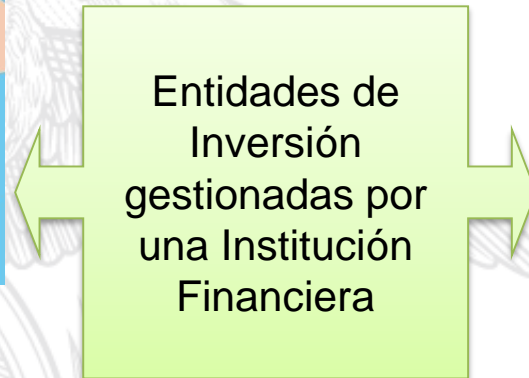 Entidades de
Inversión
gestionadas por
una Institución
Financiera